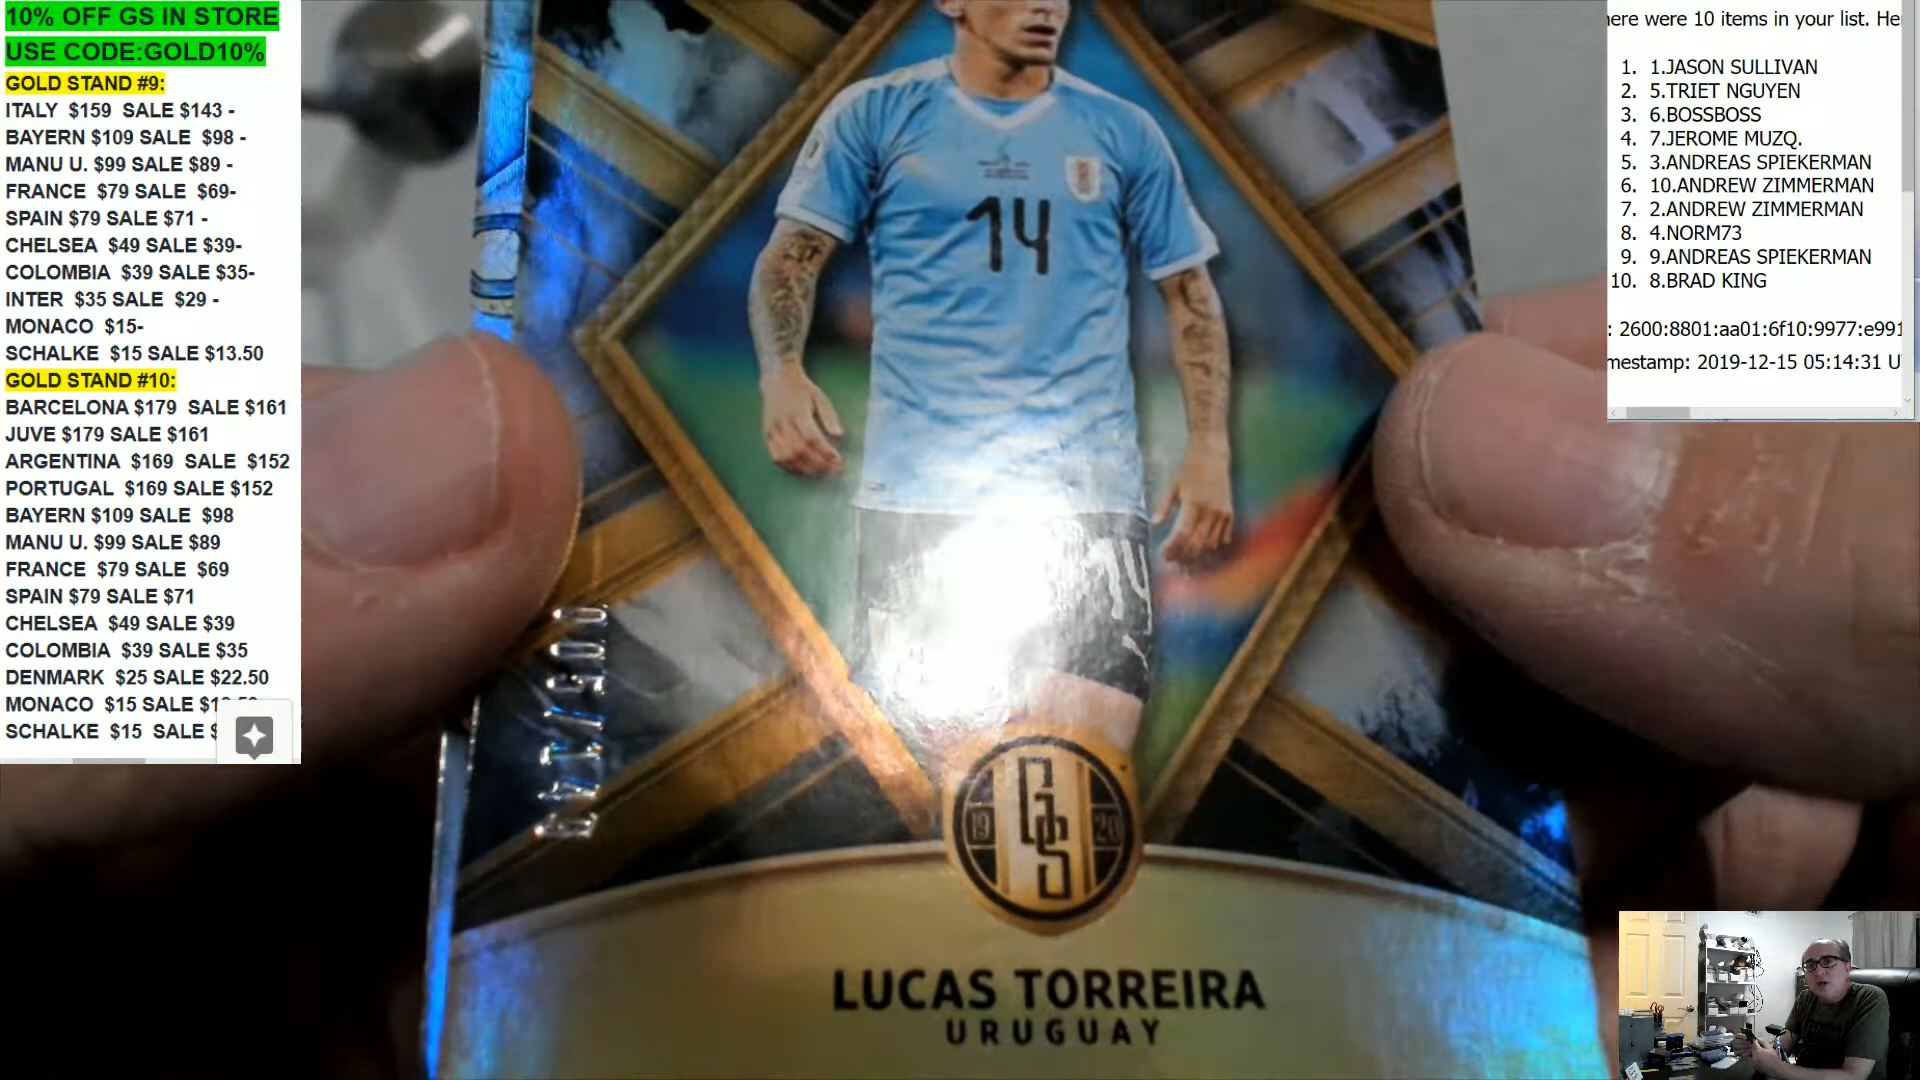 10% OFF GS IN STORE
USE CODE:GOLD10%
GOLD STAND #9:
ITALY $159 SALE $143 -
BAYERN $109 SALE $98 -
MANU U. $99 SALE $89 -
FRANCE $79 SALE $69-
SPAIN $79 SALE $71 -
CHELSEA $49 SALE $39-
COLOMBIA $39 SALE $35-
INTER $35 SALE $29 -
MONACO $15-
SCHALKE $15 SALE $13.50
GOLD STAND #10:
BARCELONA $179 SALE $161
JUVE $179 SALE $161
ARGENTINA $169 SALE $152
PORTUGAL $169 SALE $152
BAYERN $109 SALE $98
MANU U. $99 SALE $89
FRANCE $79 SALE $69
SPAIN $79 SALE $71
CHELSEA $49 SALE $39
COLOMBIA $39 SALE $35
DENMARK $25 SALE $22.50
MONACO $15 SALE
SCHALKE $15 SALE $
14
14
19 GS 20
LUCAS TORREIRA
URUGUAY
ere were 10 items in your list. He
1. 1.JASON SULLIVAN
2. 5.TRIET NGUYEN
3. 6.BOSSBOSS
4. 7.JEROME MUZQ.
5. 3.ANDREAS SPIEKERMAN
6. 10.ANDREW ZIMMERMAN
7. 2.ANDREW ZIMMERMAN
8. 4.NORM73
9. 9.ANDREAS SPIEKERMAN
10. 8.BRAD KING
: 2600:8801:aa01:6f10:9977:e991
mestamp: 2019-12-15 05:14:31 U